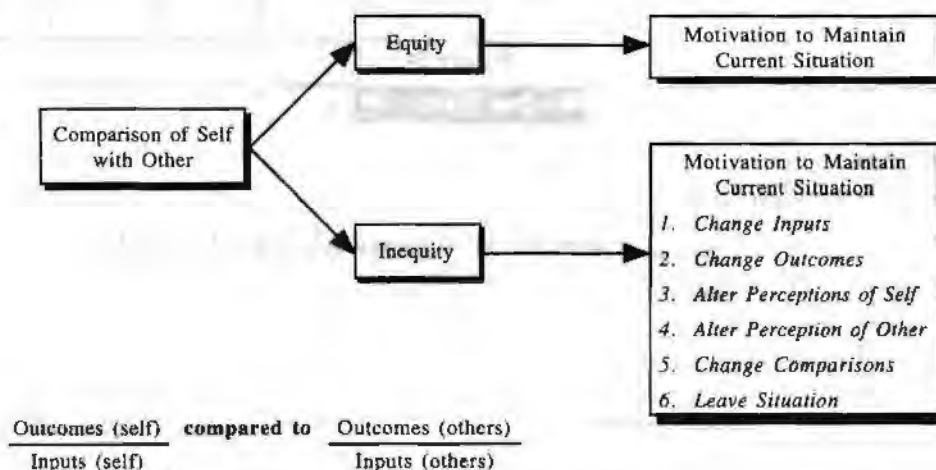 Equity
Motivation to Maintain
Current Situation
Comparison of Self
with Other
Inequity
Motivation to Maintain
Current Situation
1. Change Inputs
2. Change Outcomes
3. Alter Perceptions of Self
4. Alter Perception of Other
5. Change Comparisons
6. Leave Situation
Outcomes (self) compared to Outcomes (others)
Inputs (self) Inputs (others)